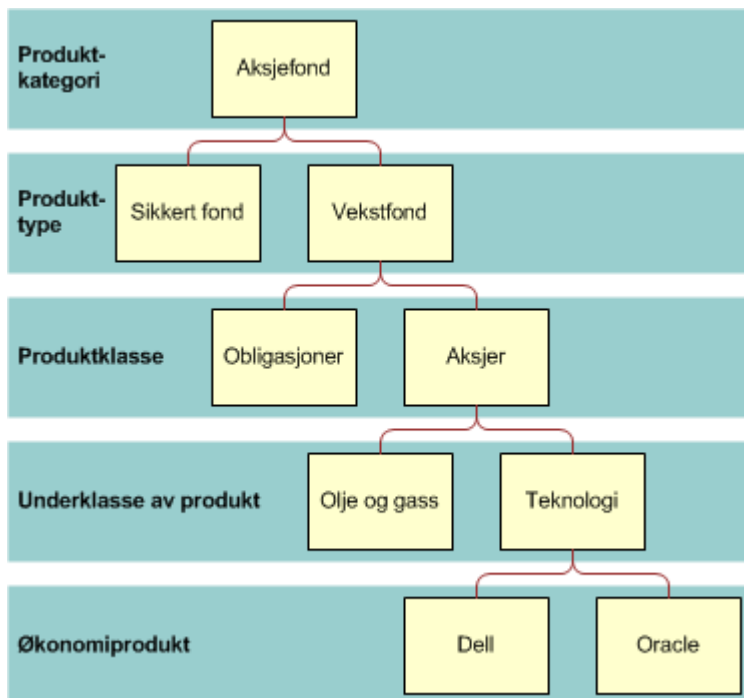 Produkt-
kategori
Aksjefond
Produkt-
type
Sikkert fond
Vekstfond
Produktklasse
Obligasjoner
Aksjer
Underklasse av produkt
Olje og gass
Teknologi
Økonomiprodukt
Dell
Oracle